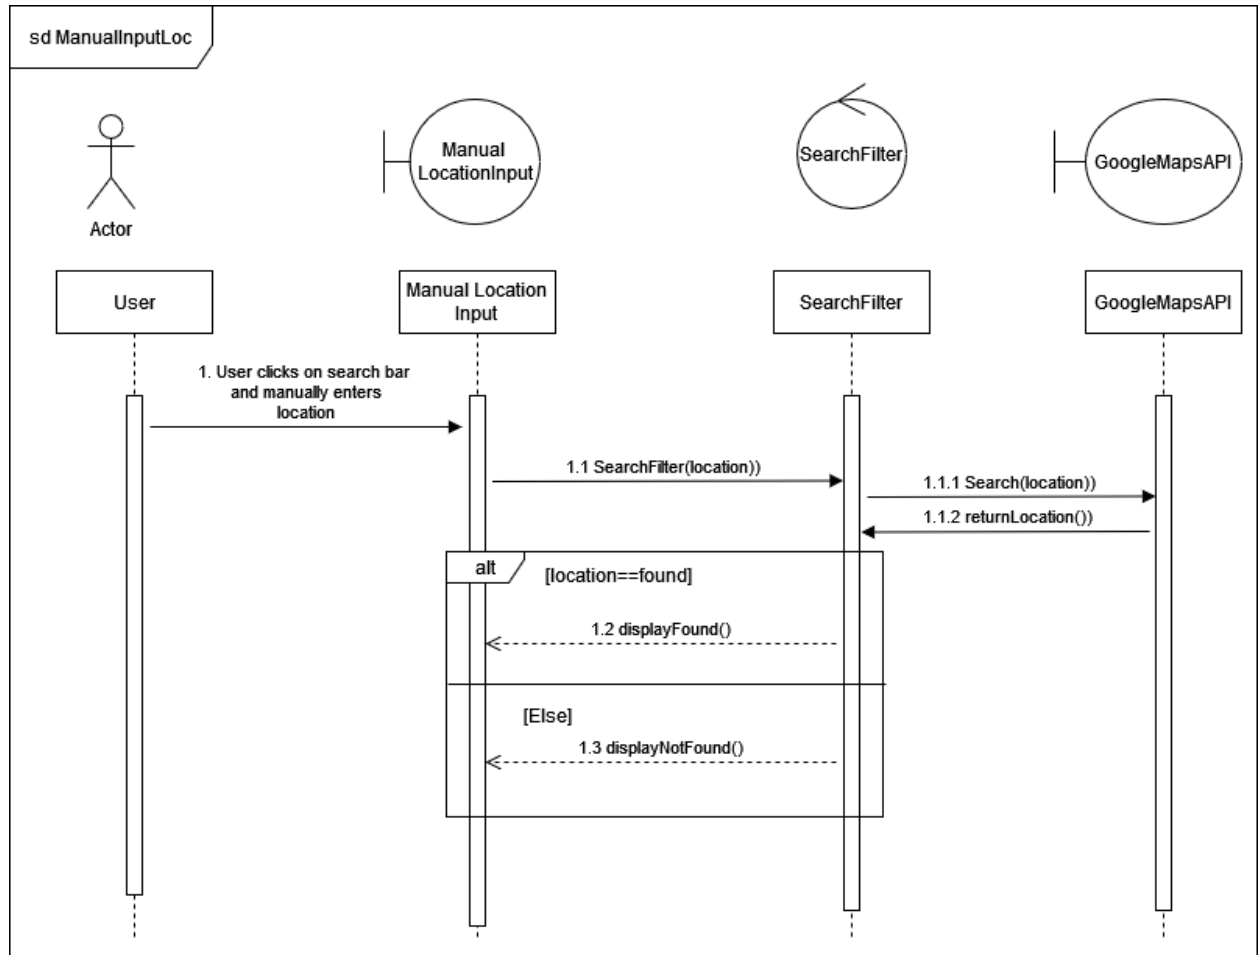 sd ManualInputLoc
Manual
LocationInput
SearchFilter
GoogleMapsAPI
Actor
User
Manual Location
Input
SearchFilter
GoogleMapsAPI
1. User clicks on search bar
and manually enters
location
1.1 SearchFilter(location))
1.1.1 Search(location))
1.1.2 returnLocation())
alt
[location==found]
1.2 displayFound()
[Else]
1.3 displayNotFound()